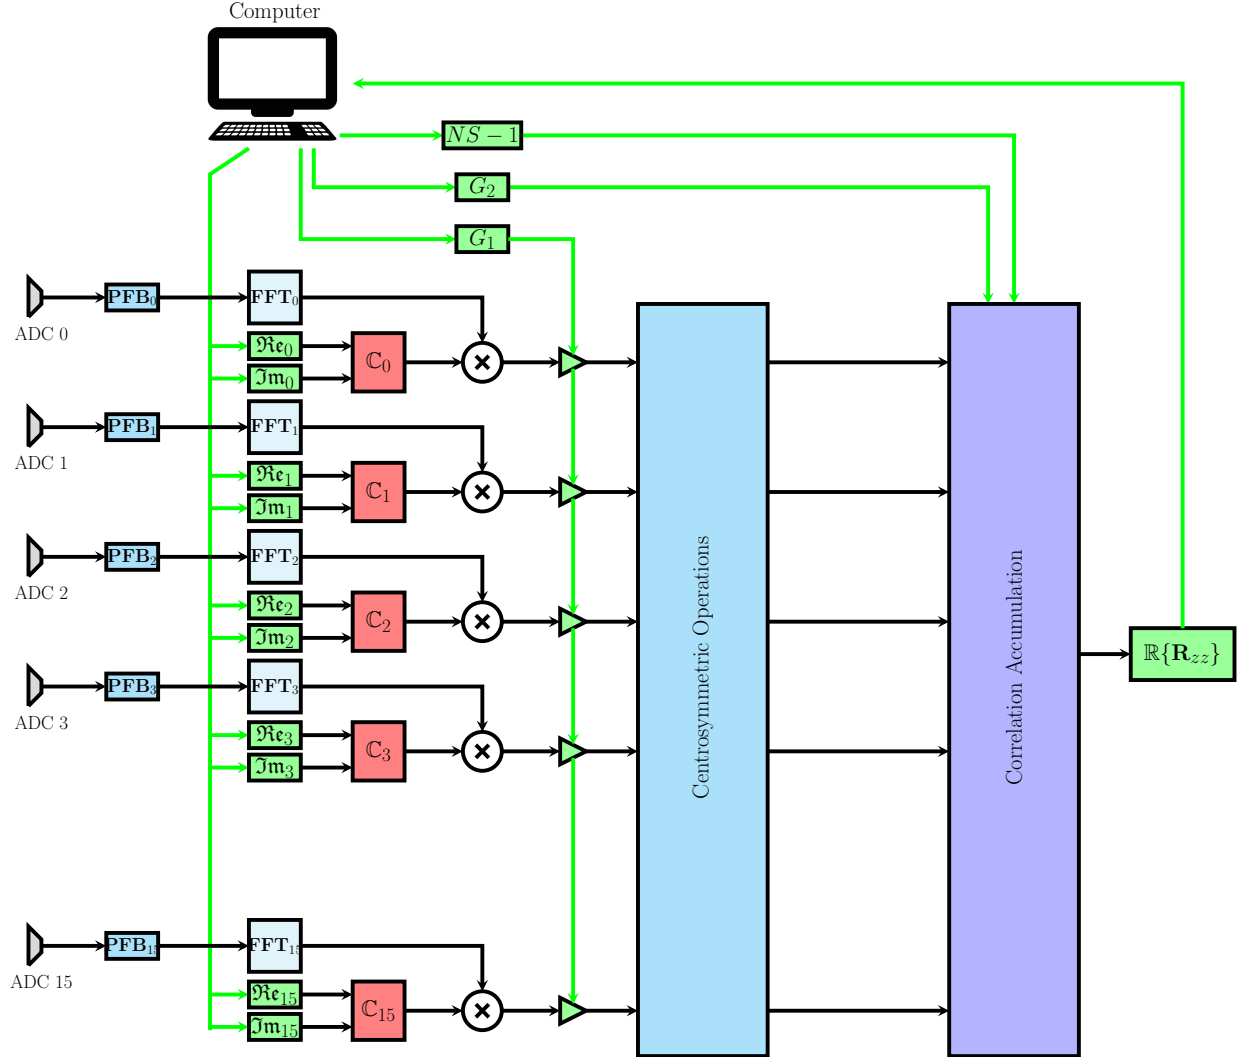 Computer
NS − 1
G₂
G₁
PFB₀
FFT₀
ADC 0
ℜe₀
ℂ₀
ℑm₀
PFB₁
FFT₁
ADC 1
ℜe₁
ℂ₁
ℑm₁
PFB₂
FFT₂
ADC 2
ℜe₂
ℂ₂
ℑm₂
PFB₃
FFT₃
ADC 3
ℜe₃
ℂ₃
ℑm₃
Centrosymmetric Operations
Correlation Accumulation
ℝ{R_zz}
PFB₁₅
FFT₁₅
ADC 15
ℜe₁₅
ℂ₁₅
ℑm₁₅